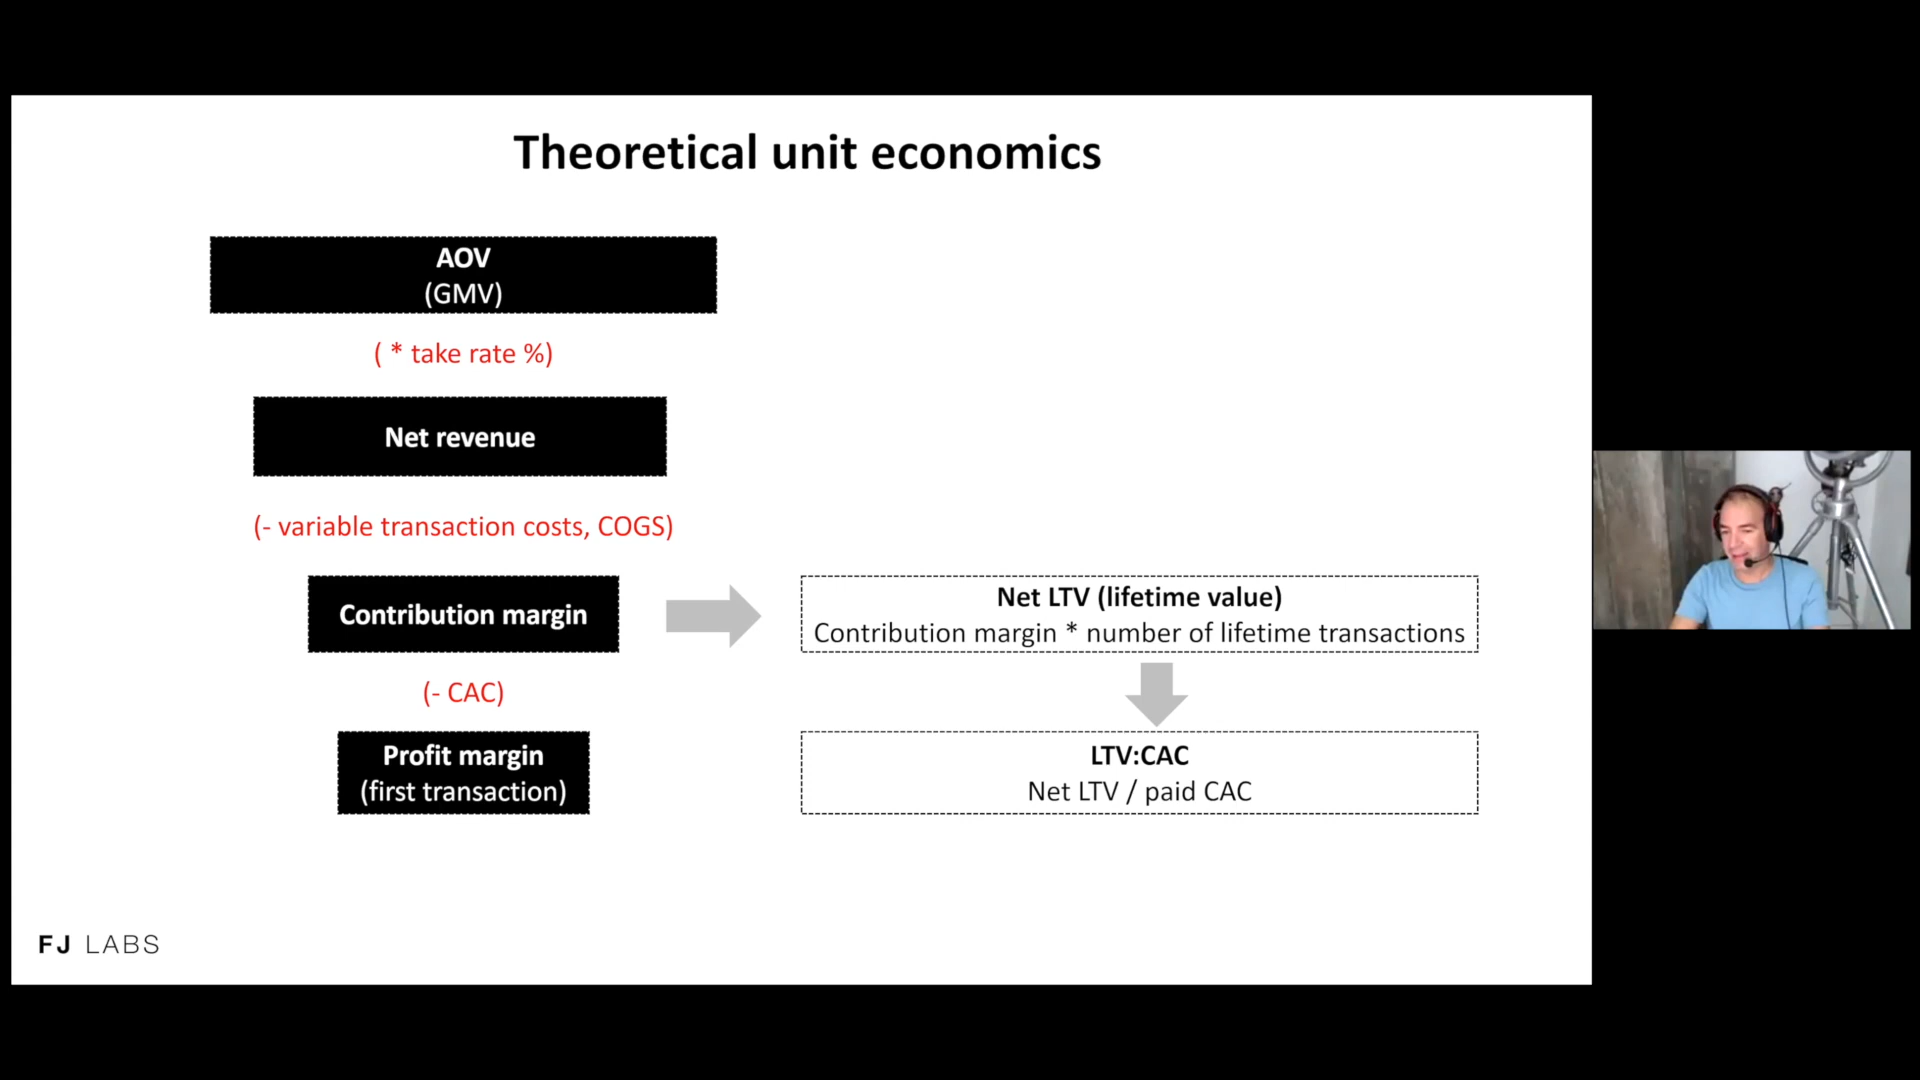 Theoretical unit economics
AOV
(GMV)
( * take rate %)
Net revenue
(- variable transaction costs, COGS)
Contribution margin
Net LTV (lifetime value)
Contribution margin * number of lifetime transactions
(- CAC)
Profit margin
(first transaction)
LTV:CAC
Net LTV / paid CAC
FJ LABS